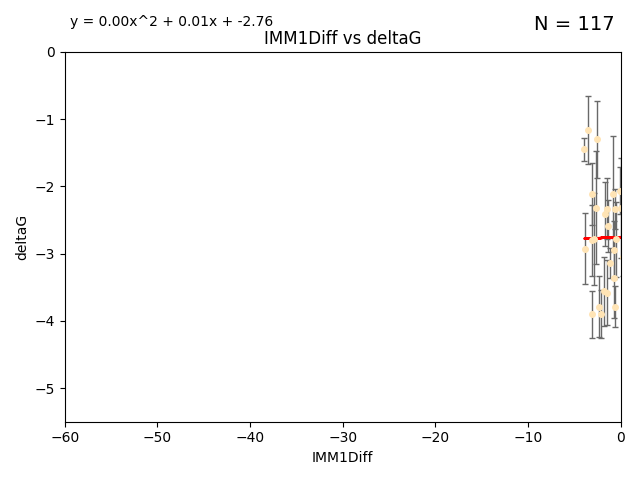 y = 0.00x^2 + 0.01x + -2.76
N = 117
IMM1Diff vs deltaG
0
−1
−2
−3
−4
−5
deltaG
−60
−50
−40
−30
−20
−10
0
IMM1Diff